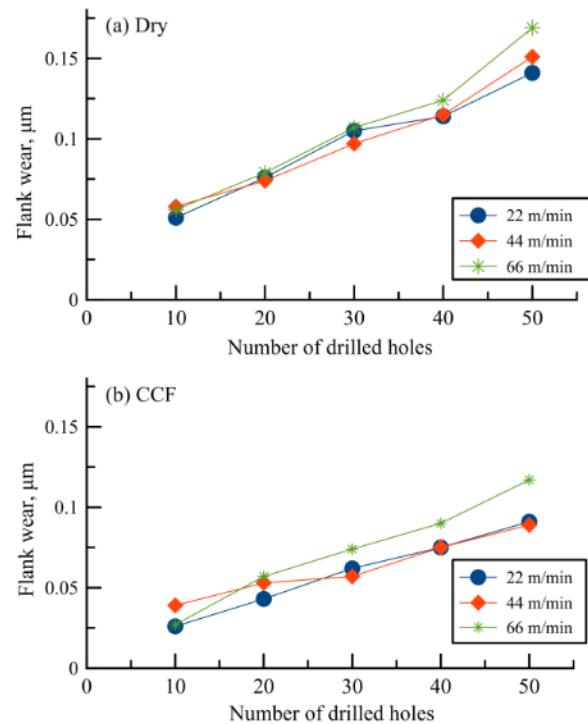 (a) Dry
0.15
0.1
0.05
0
Flank wear, μm
22 m/min
44 m/min
66 m/min
0 10 20 30 40 50
Number of drilled holes
(b) CCF
0.15
0.1
0.05
0
Flank wear, μm
22 m/min
44 m/min
66 m/min
0 10 20 30 40 50
Number of drilled holes